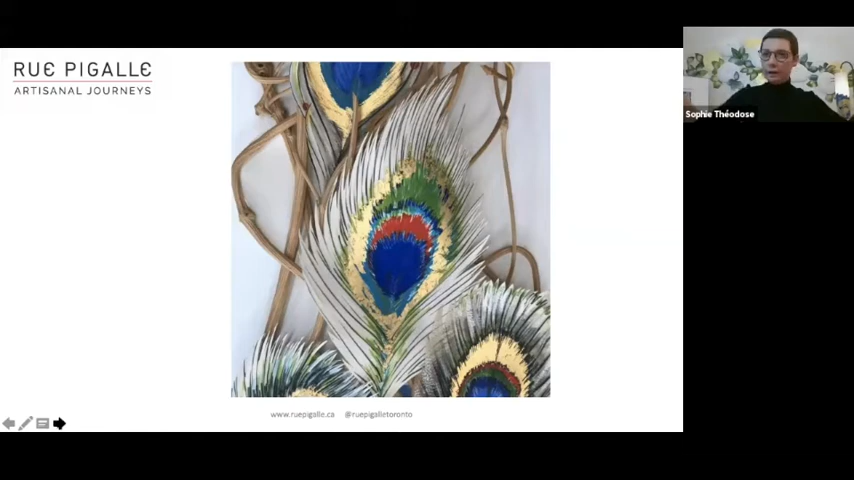 RUE PIGALLE
ARTISANAL JOURNEYS
Sophie Théodose
www.ruepigalle.ca @ruepigalletoronto